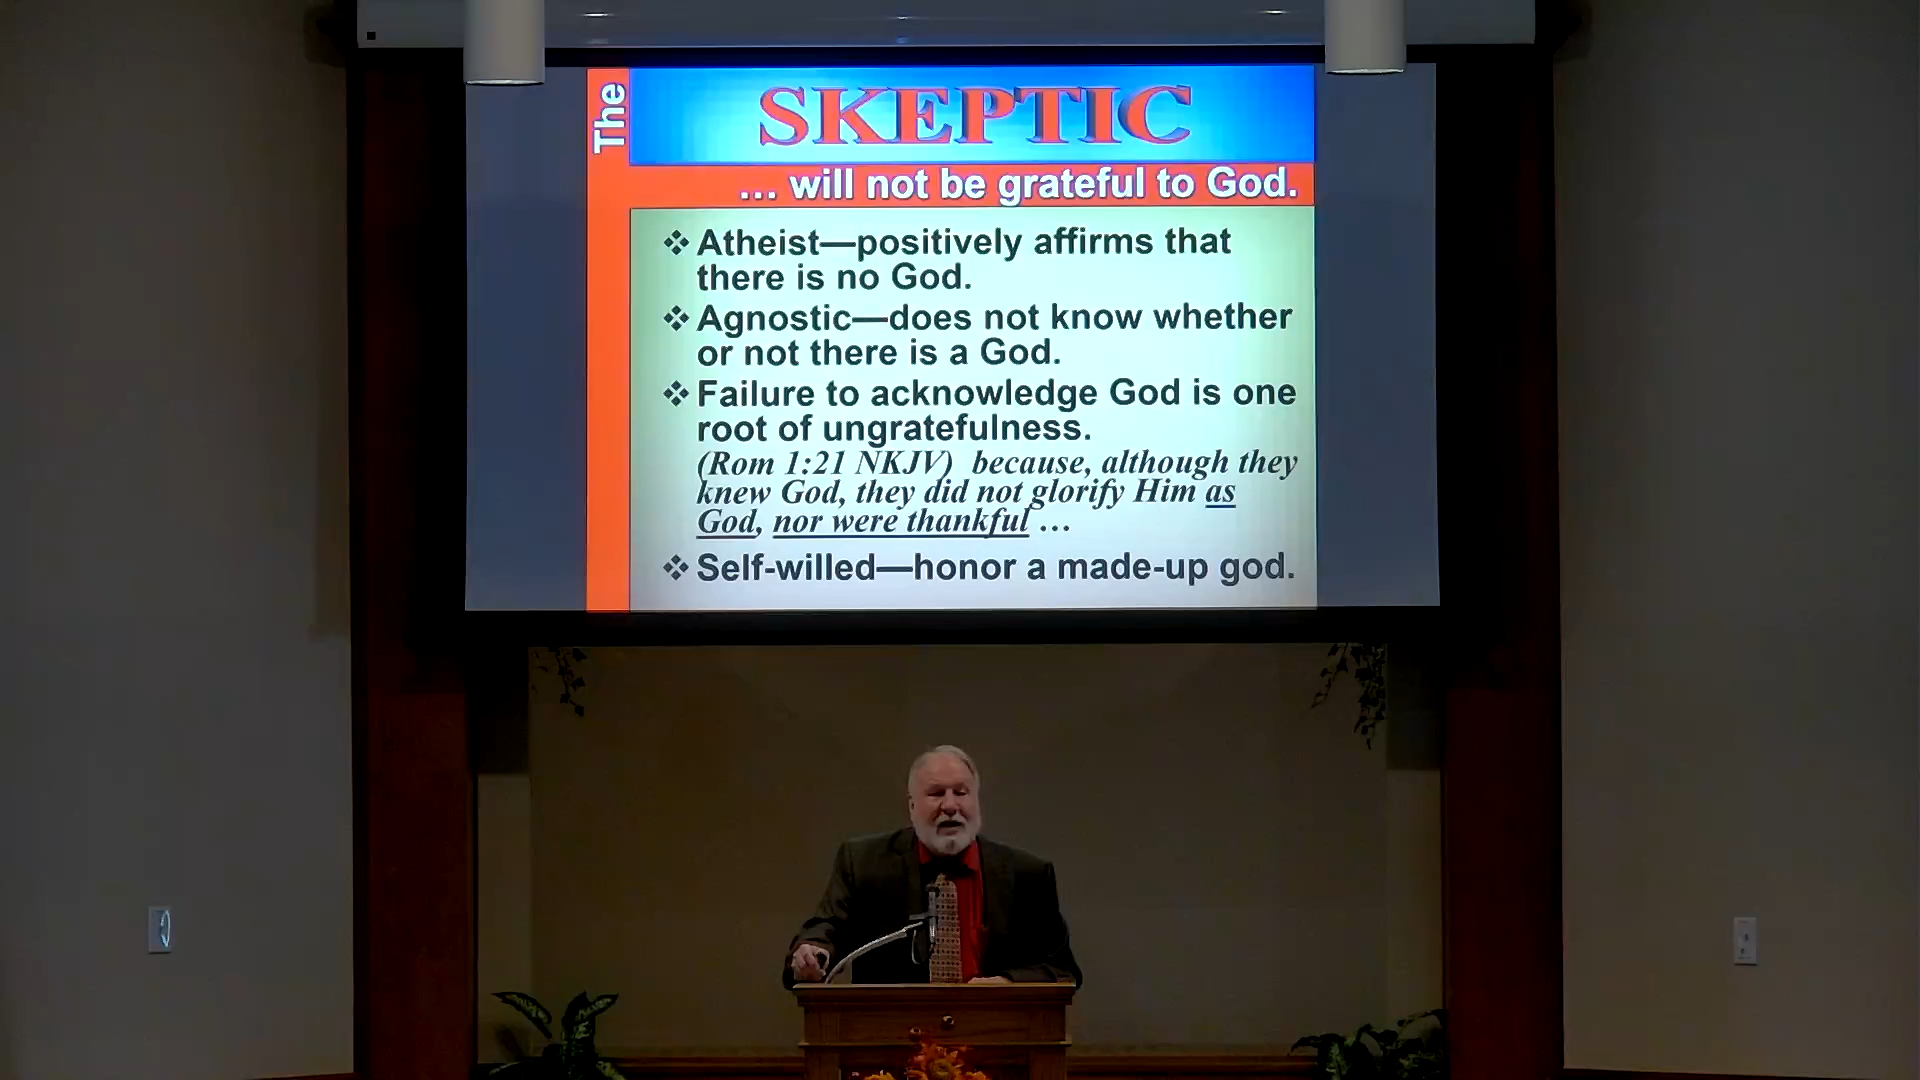 The
SKEPTIC
... will not be grateful to God.
❖ Atheist—positively affirms that
there is no God.
❖ Agnostic—does not know whether
or not there is a God.
❖ Failure to acknowledge God is one
root of ungratefulness.
(Rom 1:21 NKJV)  because, although they
knew God, they did not glorify Him as
God, nor were thankful ...
❖ Self-willed—honor a made-up god.